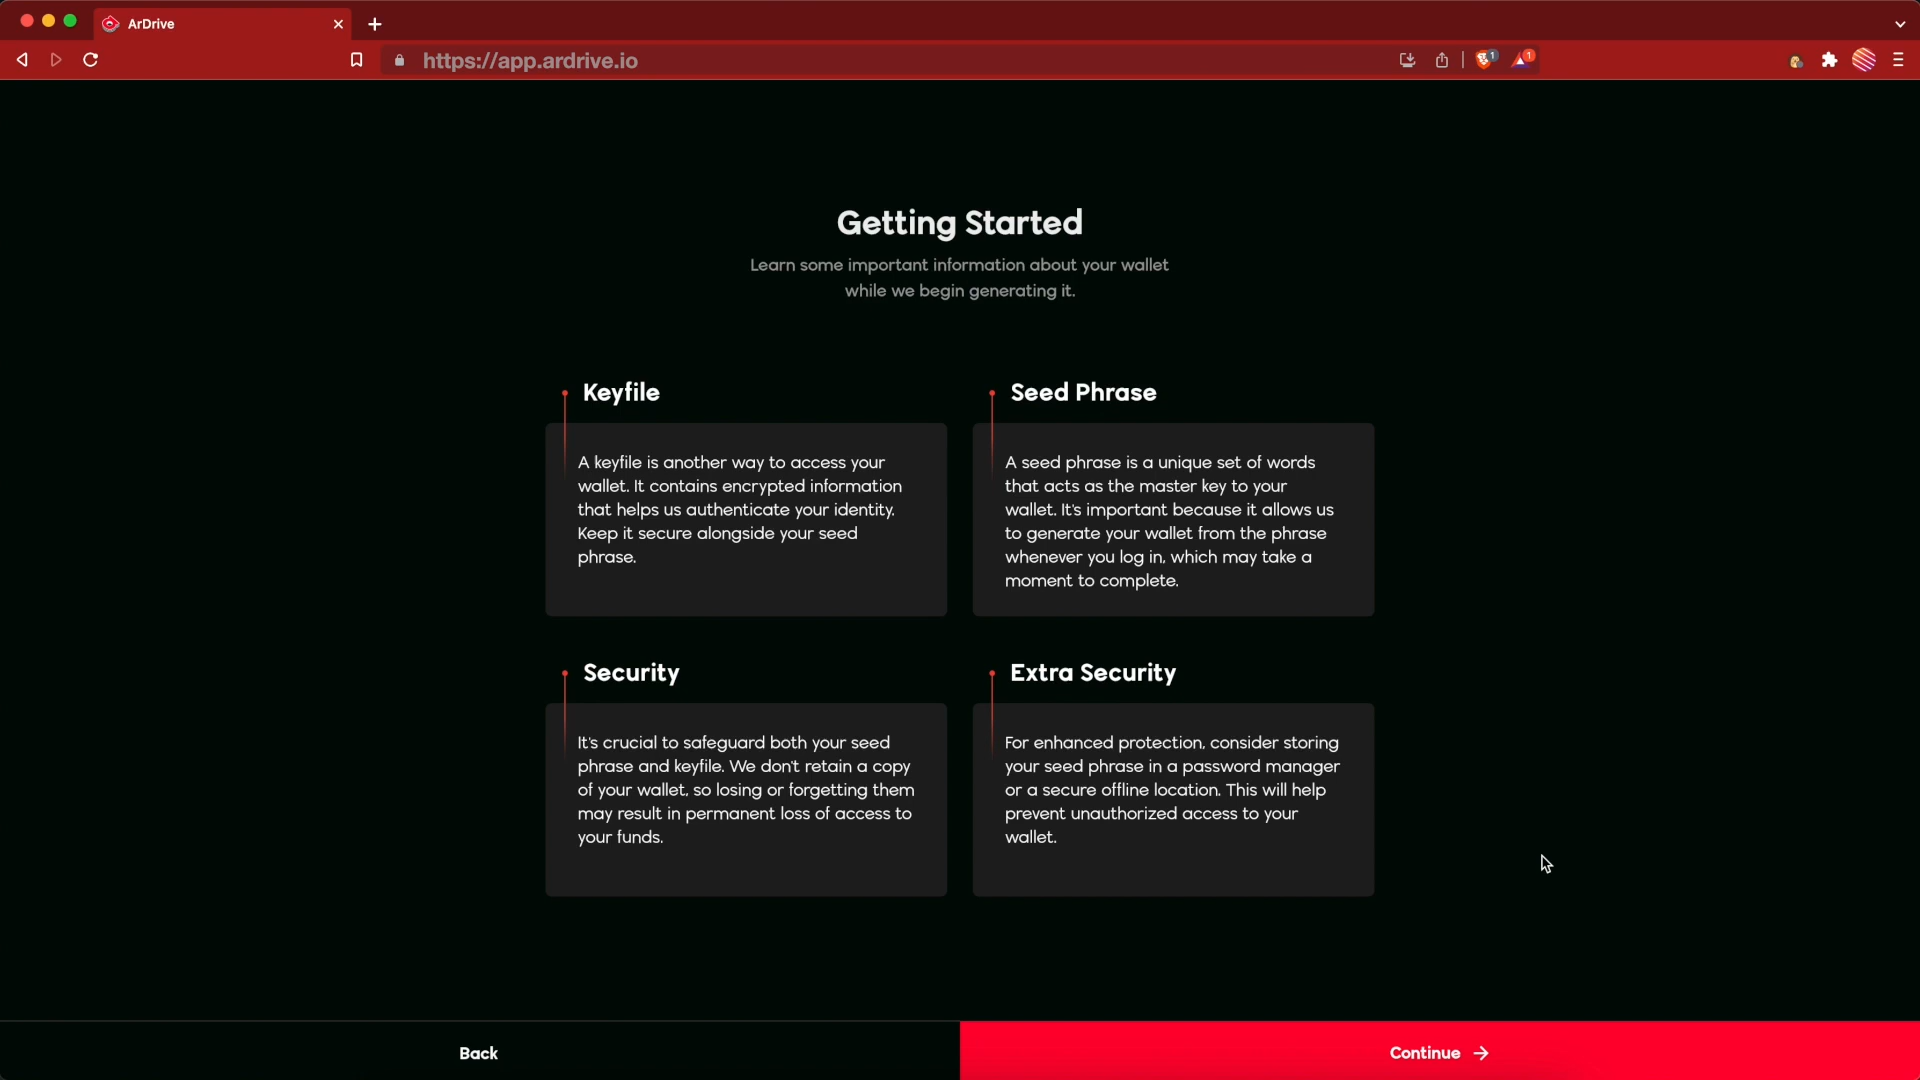 ArDrive
https://app.ardrive.io
1
1
Getting Started
Learn some important information about your wallet
while we begin generating it.
Keyfile
A keyfile is another way to access your
wallet. It contains encrypted information
that helps us authenticate your identity.
Keep it secure alongside your seed
phrase.
Seed Phrase
A seed phrase is a unique set of words
that acts as the master key to your
wallet. It's important because it allows us
to generate your wallet from the phrase
whenever you log in, which may take a
moment to complete.
Security
It's crucial to safeguard both your seed
phrase and keyfile. We don't retain a copy
of your wallet, so losing or forgetting them
may result in permanent loss of access to
your funds.
Extra Security
For enhanced protection, consider storing
your seed phrase in a password manager
or a secure offline location. This will help
prevent unauthorized access to your
wallet.
Back
Continue